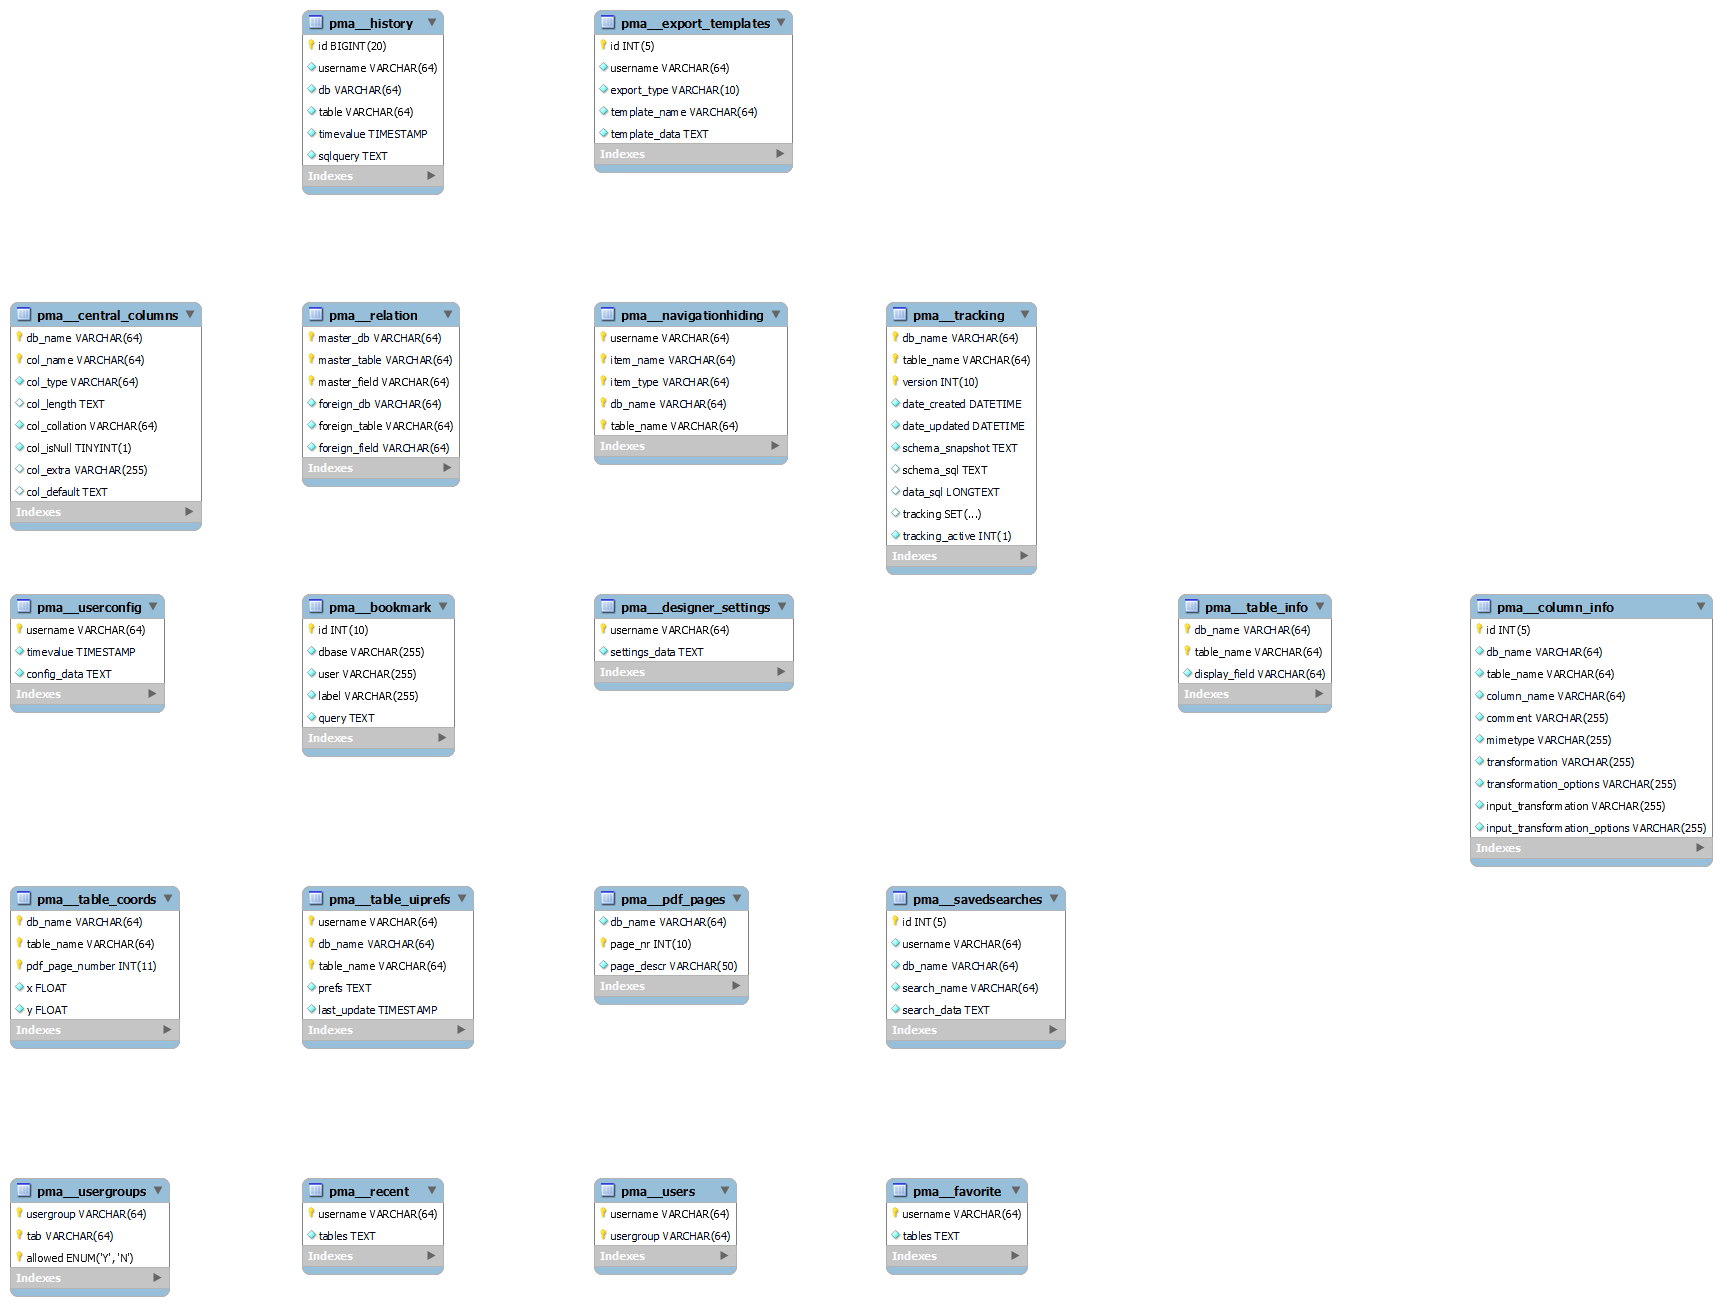 pma__history
id BIGINT(20)
username VARCHAR(64)
db VARCHAR(64)
table VARCHAR(64)
timevalue TIMESTAMP
sqlquery TEXT
Indexes
pma__export_templates
id INT(5)
username VARCHAR(64)
export_type VARCHAR(10)
template_name VARCHAR(64)
template_data TEXT
Indexes
pma__central_columns
db_name VARCHAR(64)
col_name VARCHAR(64)
col_type VARCHAR(64)
col_length TEXT
col_collation VARCHAR(64)
col_isNull TINYINT(1)
col_extra VARCHAR(255)
col_default TEXT
Indexes
pma__relation
master_db VARCHAR(64)
master_table VARCHAR(64)
master_field VARCHAR(64)
foreign_db VARCHAR(64)
foreign_table VARCHAR(64)
foreign_field VARCHAR(64)
Indexes
pma__navigationhiding
username VARCHAR(64)
item_name VARCHAR(64)
item_type VARCHAR(64)
db_name VARCHAR(64)
table_name VARCHAR(64)
Indexes
pma__tracking
db_name VARCHAR(64)
table_name VARCHAR(64)
version INT(10)
date_created DATETIME
date_updated DATETIME
schema_snapshot TEXT
schema_sql TEXT
data_sql LONGTEXT
tracking SET(...)
tracking_active INT(1)
Indexes
pma__userconfig
username VARCHAR(64)
timevalue TIMESTAMP
config_data TEXT
Indexes
pma__bookmark
id INT(10)
dbase VARCHAR(255)
user VARCHAR(255)
label VARCHAR(255)
query TEXT
Indexes
pma__designer_settings
username VARCHAR(64)
settings_data TEXT
Indexes
pma__table_info
db_name VARCHAR(64)
table_name VARCHAR(64)
display_field VARCHAR(64)
Indexes
pma__column_info
id INT(5)
db_name VARCHAR(64)
table_name VARCHAR(64)
column_name VARCHAR(64)
comment VARCHAR(255)
mimetype VARCHAR(255)
transformation VARCHAR(255)
transformation_options VARCHAR(255)
input_transformation VARCHAR(255)
input_transformation_options VARCHAR(255)
Indexes
pma__table_coords
db_name VARCHAR(64)
table_name VARCHAR(64)
pdf_page_number INT(11)
x FLOAT
y FLOAT
Indexes
pma__table_uiprefs
username VARCHAR(64)
db_name VARCHAR(64)
table_name VARCHAR(64)
prefs TEXT
last_update TIMESTAMP
Indexes
pma__pdf_pages
db_name VARCHAR(64)
page_nr INT(10)
page_descr VARCHAR(50)
Indexes
pma__savedsearches
id INT(5)
username VARCHAR(64)
db_name VARCHAR(64)
search_name VARCHAR(64)
search_data TEXT
Indexes
pma__usergroups
usergroup VARCHAR(64)
tab VARCHAR(64)
allowed ENUM('Y', 'N')
Indexes
pma__recent
username VARCHAR(64)
tables TEXT
Indexes
pma__users
username VARCHAR(64)
usergroup VARCHAR(64)
Indexes
pma__favorite
username VARCHAR(64)
tables TEXT
Indexes